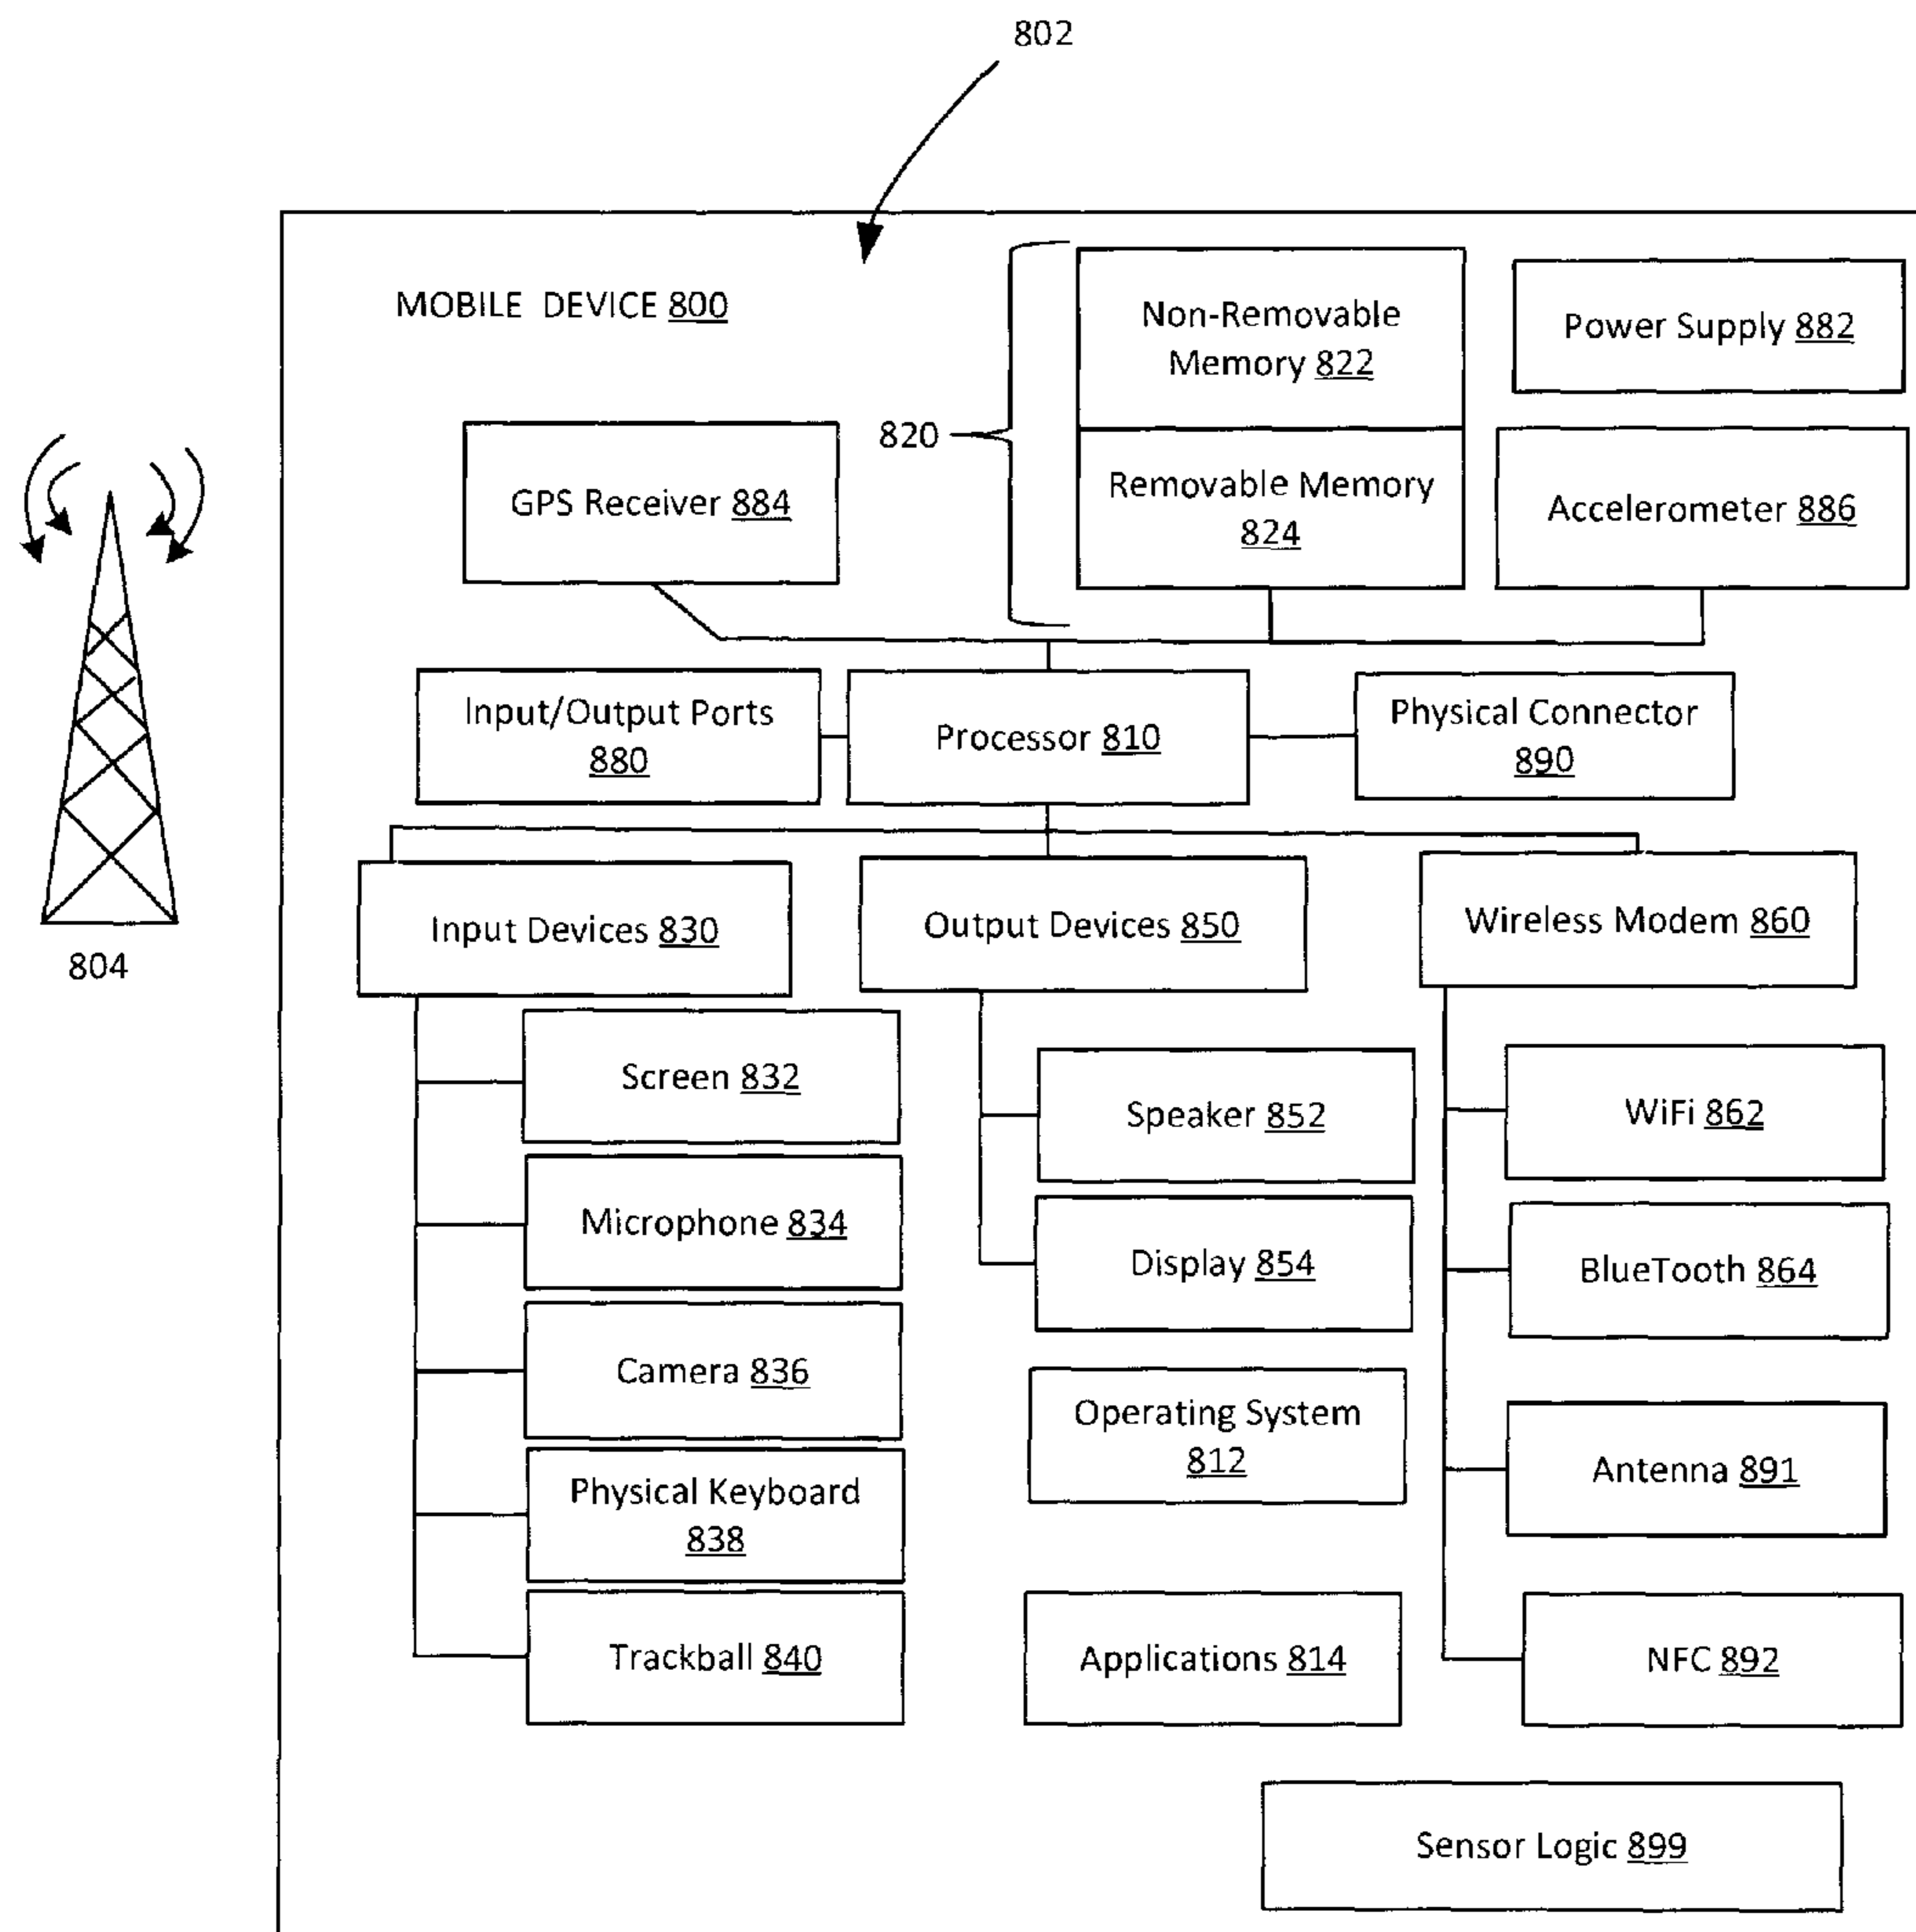 802
MOBILE DEVICE 800
Non-Removable
Memory 822
Power Supply 882
820
GPS Receiver 884
Removable Memory
824
Accelerometer 886
Input/Output Ports
880
Processor 810
Physical Connector
890
Input Devices 830
Output Devices 850
Wireless Modem 860
804
Screen 832
Speaker 852
WiFi 862
Microphone 834
Display 854
BlueTooth 864
Camera 836
Operating System
812
Antenna 891
Physical Keyboard
838
Trackball 840
Applications 814
NFC 892
Sensor Logic 899